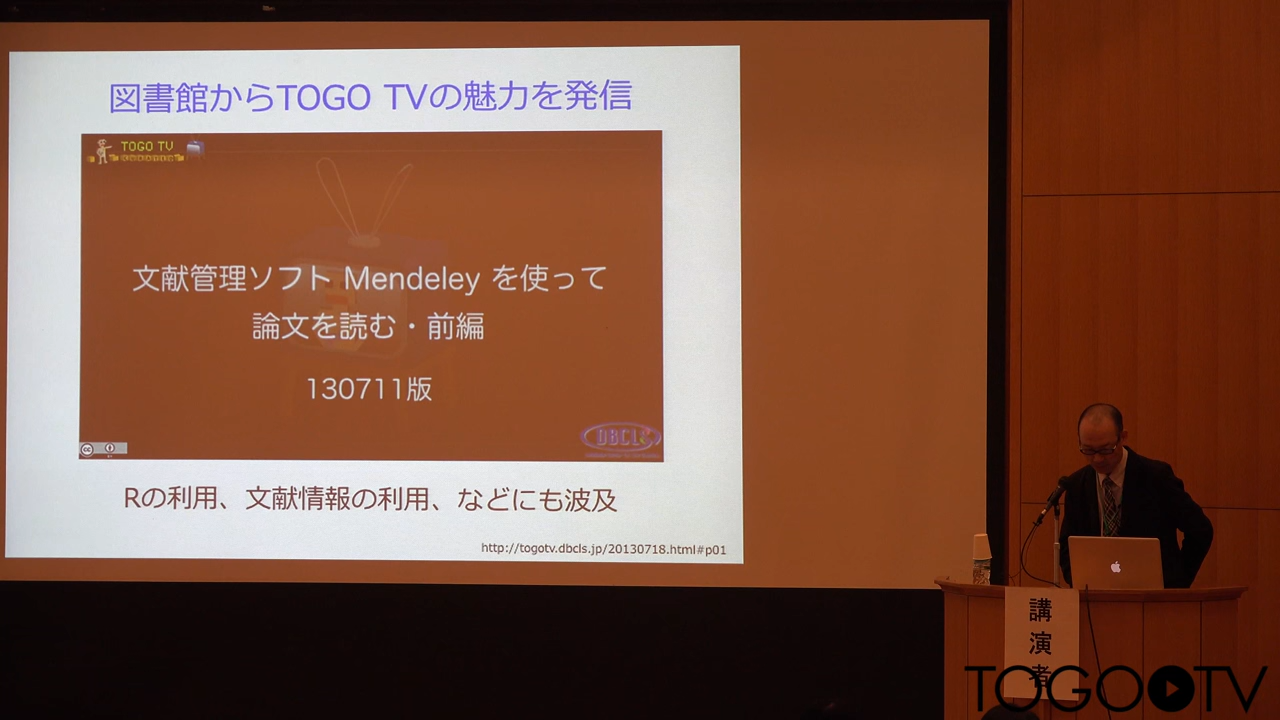 図書館からTOGO TVの魅力を発信
TOGO TV
文献管理ソフト Mendeley を使って
論文を読む・前編
130711版
cc
DBCLS
Rの利用、文献情報の利用、などにも波及
http://togotv.dbcls.jp/20130718.html#p01
講演者
TOGO TV